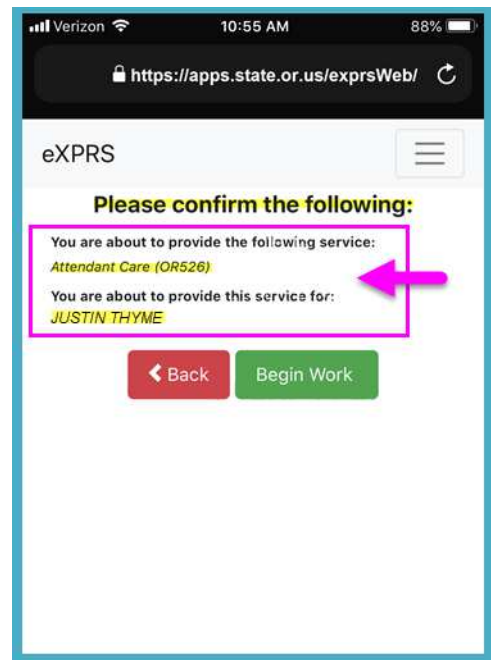 Verizon 10:55 AM 88%
https://apps.state.or.us/exprsWeb/
eXPRS
Please confirm the following:
You are about to provide the following service:
Attendant Care (OR526)
You are about to provide this service for:
JUSTIN THYME
Back Begin Work